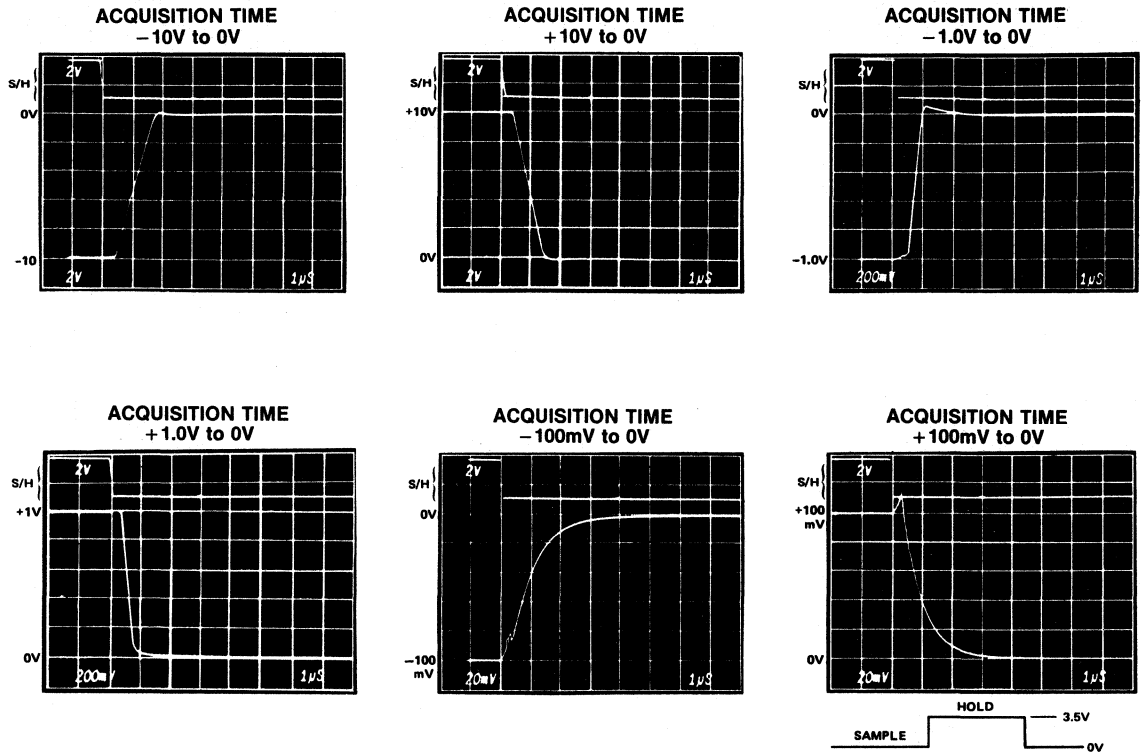 ACQUISITION TIME
−10V to 0V
S/H
2V
0V
−10
2V
1µS
ACQUISITION TIME
+10V to 0V
S/H
2V
+10V
0V
2V
1µS
ACQUISITION TIME
−1.0V to 0V
S/H
2V
0V
−1.0V
200mV
1µS
ACQUISITION TIME
+1.0V to 0V
S/H
2V
+1V
0V
200mV
1µS
ACQUISITION TIME
−100mV to 0V
S/H
2V
0V
−100
mV
20mV
1µS
ACQUISITION TIME
+100mV to 0V
S/H
2V
+100
mV
0V
20mV
1µS
HOLD
3.5V
SAMPLE
0V